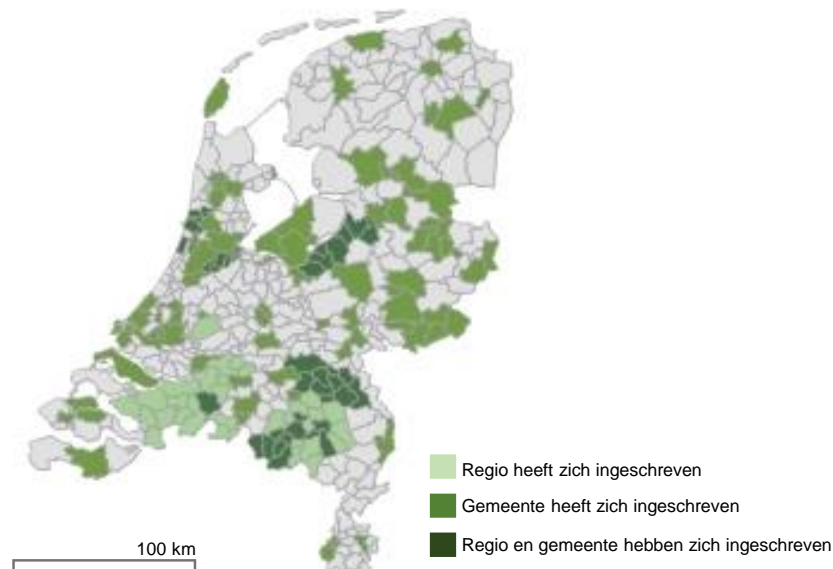 Regio heeft zich ingeschreven
Gemeente heeft zich ingeschreven
Regio en gemeente hebben zich ingeschreven
100 km